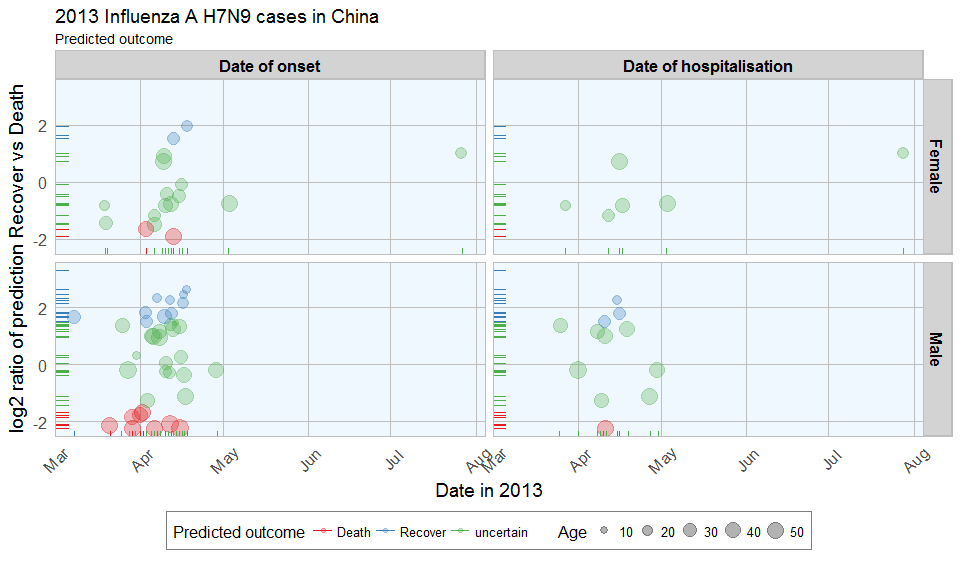 2013 Influenza A H7N9 cases in China
Predicted outcome
Date of onset
Date of hospitalisation
log2 ratio of prediction Recover vs Death
2
0
-2
Female
2
0
-2
Male
Mar Apr May Jun Jul Aug
Mar Apr May Jun Jul Aug
Date in 2013
Predicted outcome Death Recover uncertain Age 10 20 30 40 50